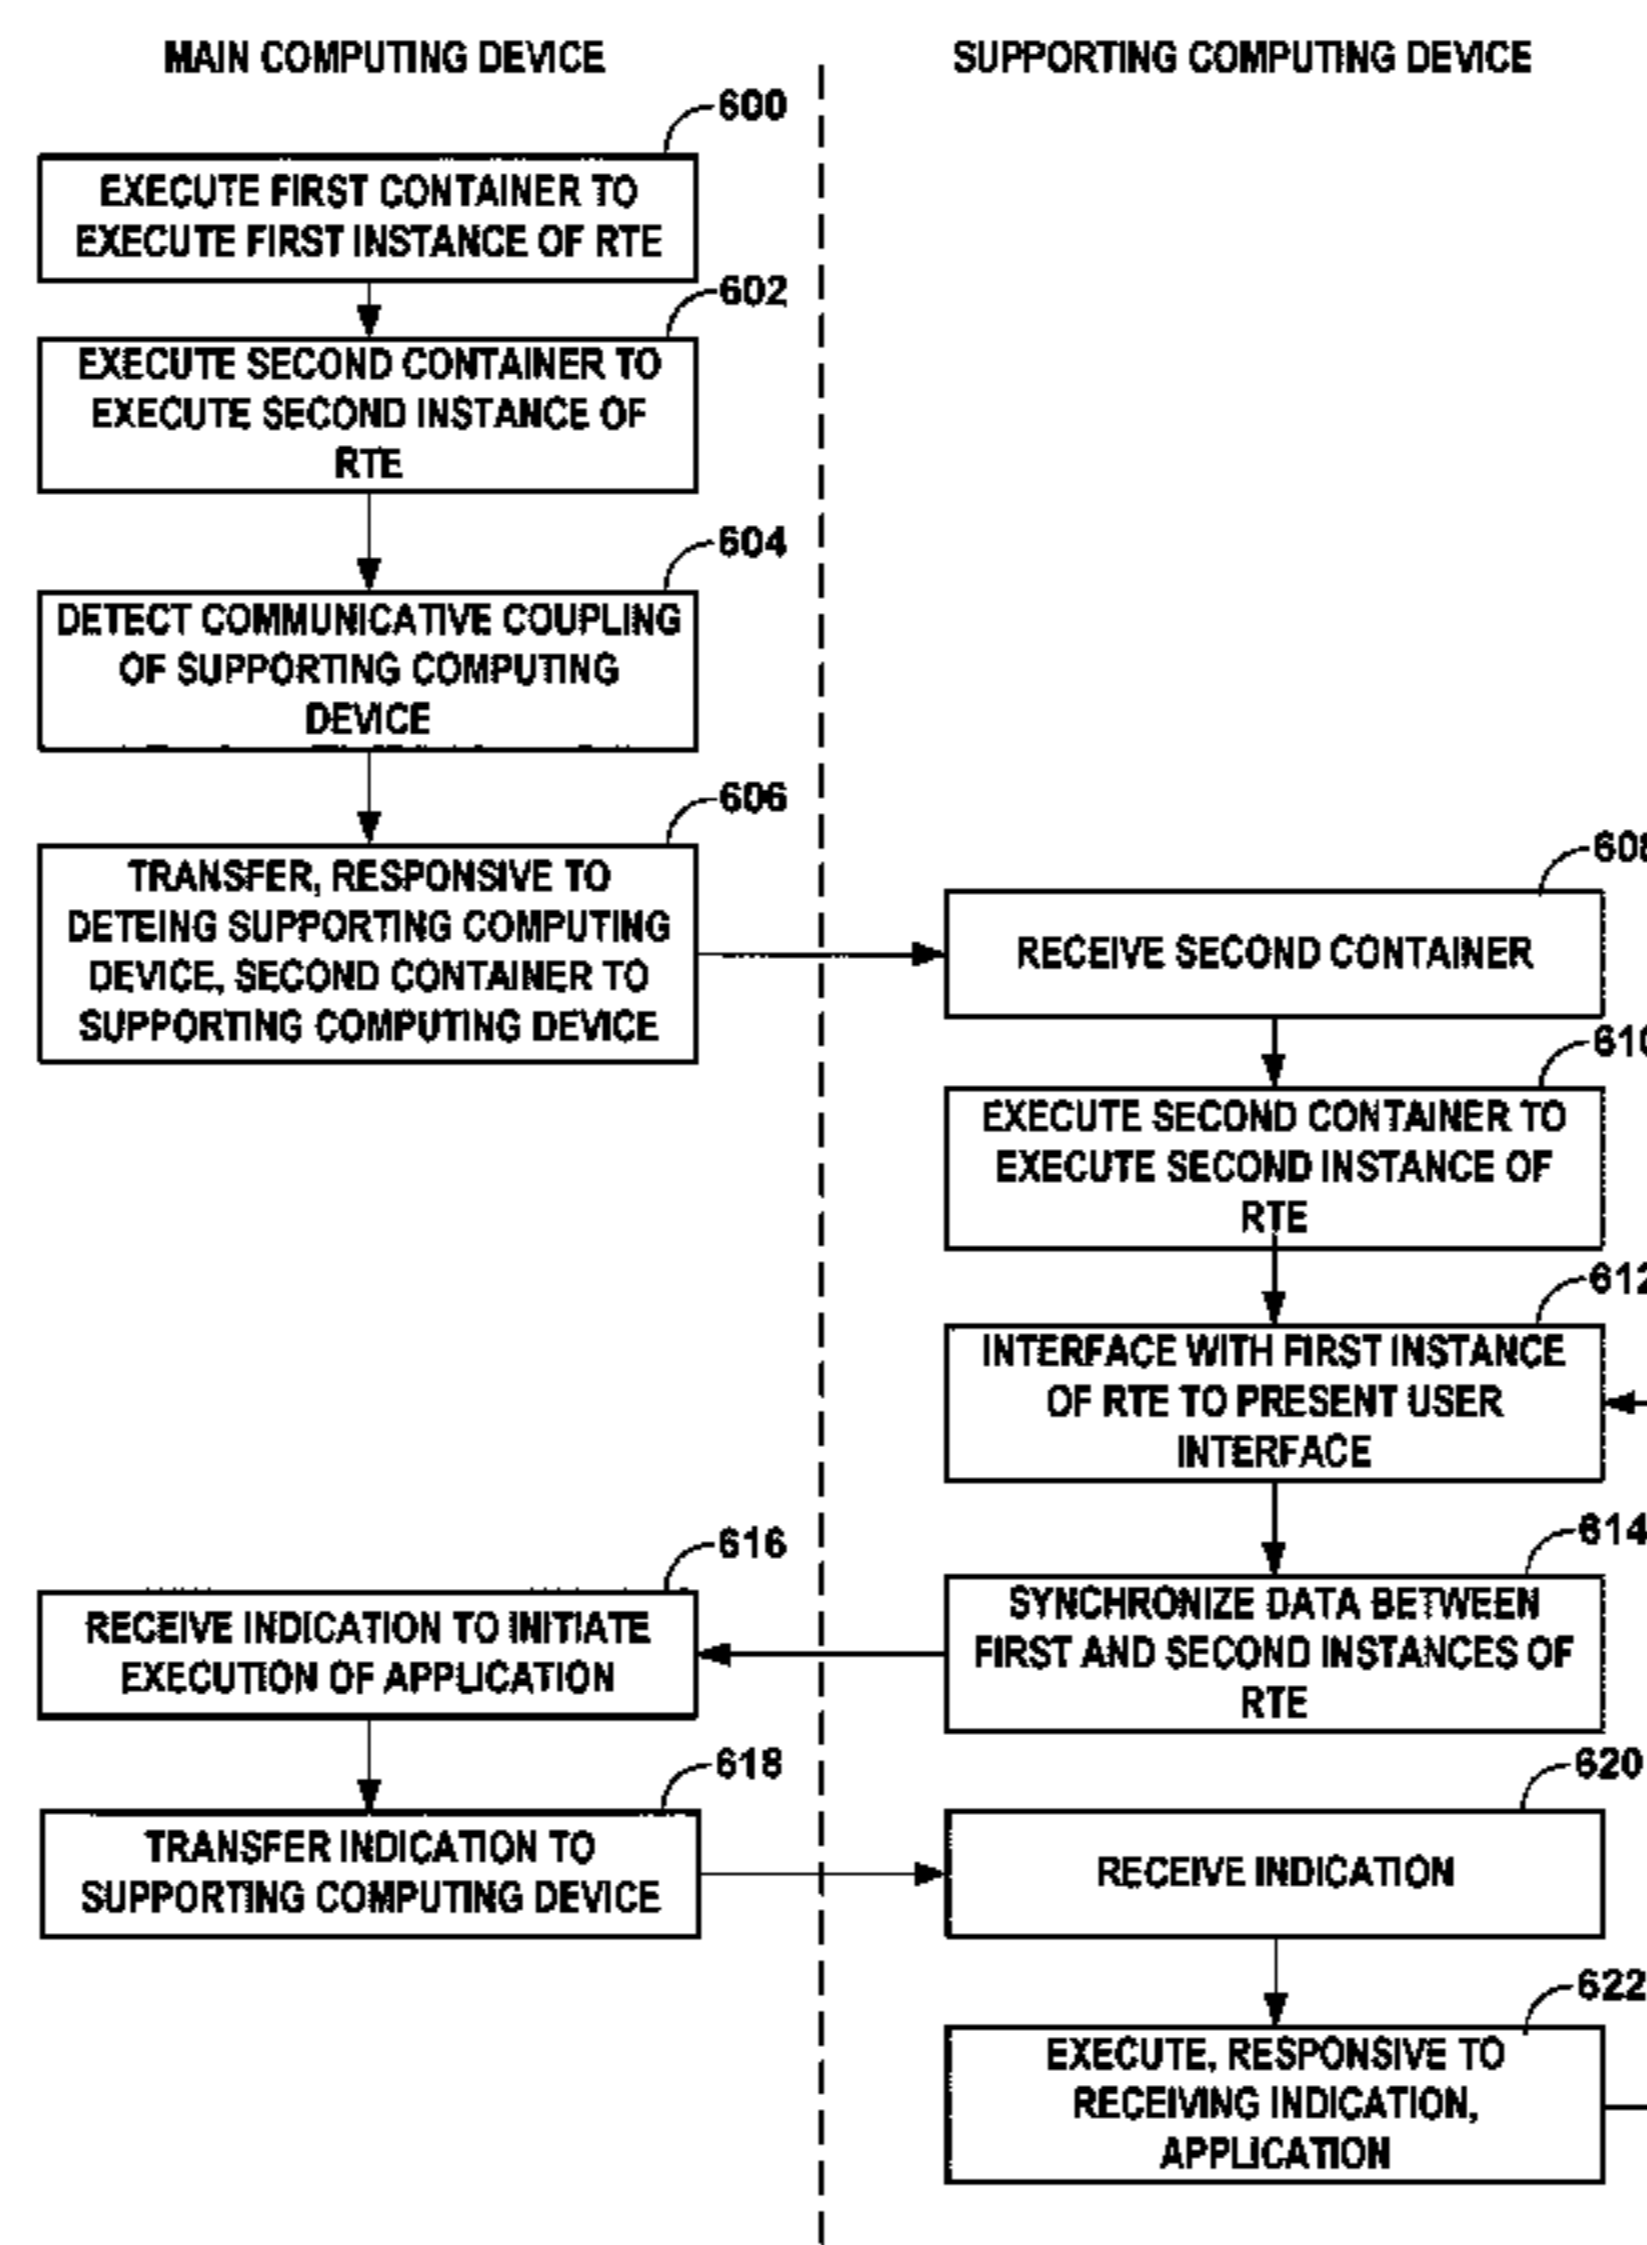 MAIN COMPUTING DEVICE
SUPPORTING COMPUTING DEVICE
600
EXECUTE FIRST CONTAINER TO
EXECUTE FIRST INSTANCE OF RTE
602
EXECUTE SECOND CONTAINER TO
EXECUTE SECOND INSTANCE OF
RTE
604
DETECT COMMUNICATIVE COUPLING
OF SUPPORTING COMPUTING
DEVICE
606
TRANSFER, RESPONSIVE TO
DETEING SUPPORTING COMPUTING
DEVICE, SECOND CONTAINER TO
SUPPORTING COMPUTING DEVICE
608
RECEIVE SECOND CONTAINER
610
EXECUTE SECOND CONTAINER TO
EXECUTE SECOND INSTANCE OF
RTE
612
INTERFACE WITH FIRST INSTANCE
OF RTE TO PRESENT USER
INTERFACE
614
SYNCHRONIZE DATA BETWEEN
FIRST AND SECOND INSTANCES OF
RTE
616
RECEIVE INDICATION TO INITIATE
EXECUTION OF APPLICATION
618
TRANSFER INDICATION TO
SUPPORTING COMPUTING DEVICE
620
RECEIVE INDICATION
622
EXECUTE, RESPONSIVE TO
RECEIVING INDICATION,
APPLICATION